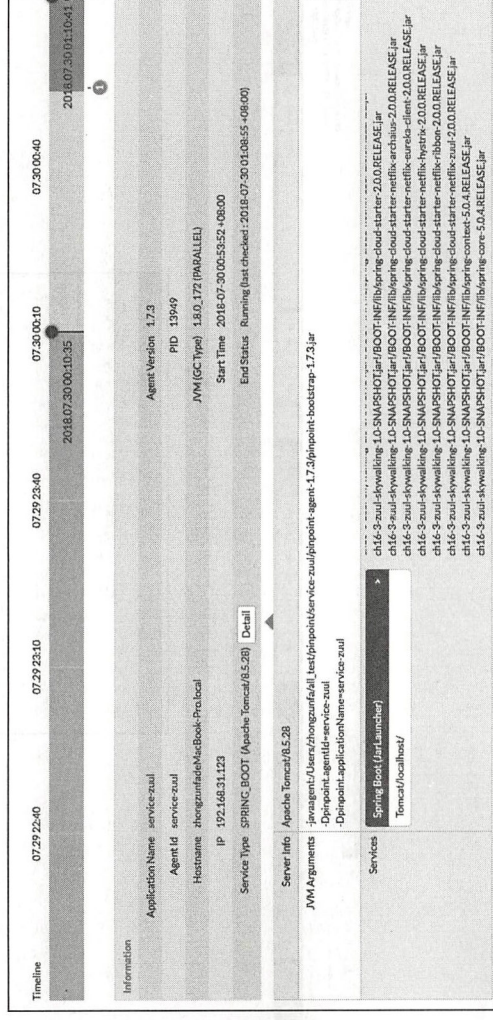 Timeline
07.29 22:40
07.29 23:10
07.29 23:40
07.30 00:10
07.30 00:40
2018.07.30 00:10:35
2018.07.30 01:10:41
1
Information
Application Name service-zuul
Agent Version 1.7.3
Agent Id service-zuul
PID 13949
Hostname zhongzunfadeMacBook-Pro.local
JVM (GC Type) 1.8.0_172 (PARALLEL)
IP 192.168.31.123
Start Time 2018-07-30 00:53:52 +08:00
Service Type SPRING_BOOT (Apache Tomcat/8.5.28) Detail
End Status Running (last checked : 2018-07-30 01:08:55 +08:00)
Server Info Apache Tomcat/8.5.28
JVM Arguments -javaagent:/Users/zhongzunfa/all_test/pinpoint/service-zuul/pinpoint-agent-1.7.3/pinpoint-bootstrap-1.7.3.jar
-Dpinpoint.agentId=service-zuul
-Dpinpoint.applicationName=service-zuul
Services
Spring Boot (JarLauncher) >
Tomcat/localhost/
ch16-3-zuul-skywalking-1.0-SNAPSHOT.jar!/BOOT-INF/lib/spring-cloud-starter-2.0.0.RELEASE.jar
ch16-3-zuul-skywalking-1.0-SNAPSHOT.jar!/BOOT-INF/lib/spring-cloud-starter-netflix-archaius-2.0.0.RELEASE.jar
ch16-3-zuul-skywalking-1.0-SNAPSHOT.jar!/BOOT-INF/lib/spring-cloud-starter-netflix-eureka-client-2.0.0.RELEASE.jar
ch16-3-zuul-skywalking-1.0-SNAPSHOT.jar!/BOOT-INF/lib/spring-cloud-starter-netflix-hystrix-2.0.0.RELEASE.jar
ch16-3-zuul-skywalking-1.0-SNAPSHOT.jar!/BOOT-INF/lib/spring-cloud-starter-netflix-ribbon-2.0.0.RELEASE.jar
ch16-3-zuul-skywalking-1.0-SNAPSHOT.jar!/BOOT-INF/lib/spring-cloud-starter-netflix-zuul-2.0.0.RELEASE.jar
ch16-3-zuul-skywalking-1.0-SNAPSHOT.jar!/BOOT-INF/lib/spring-context-5.0.4.RELEASE.jar
ch16-3-zuul-skywalking-1.0-SNAPSHOT.jar!/BOOT-INF/lib/spring-core-5.0.4.RELEASE.jar